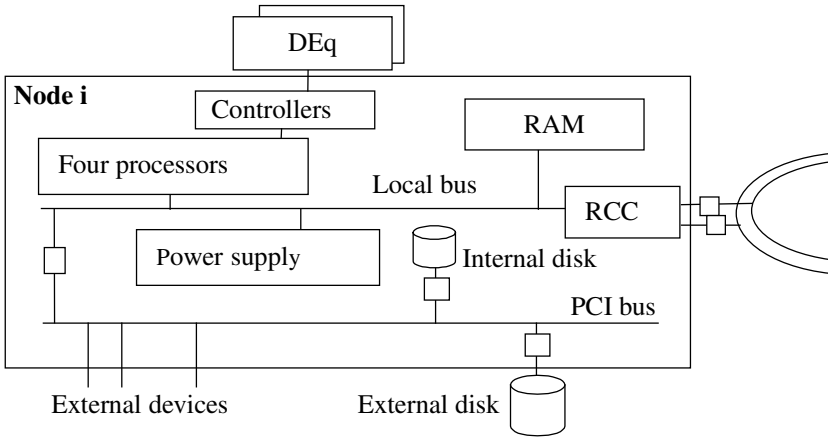 DEq
Node i
Controllers
RAM
Four processors
Local bus
RCC
Power supply
Internal disk
PCI bus
External devices
External disk